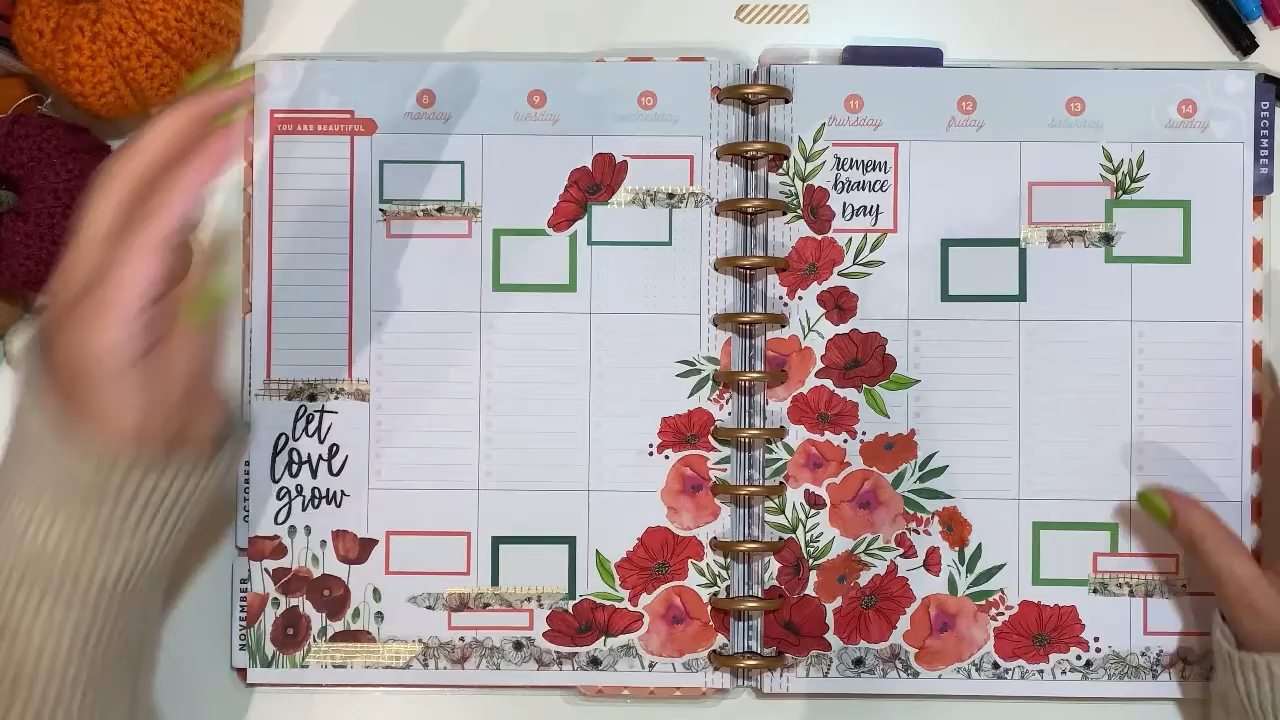 8
monday
9
tuesday
10
wednesday
11
thursday
12
friday
13
saturday
14
sunday
YOU ARE BEAUTIFUL
remem-
brance
Day
let
love
grow
OCTOBER
NOVEMBER
DECEMBER